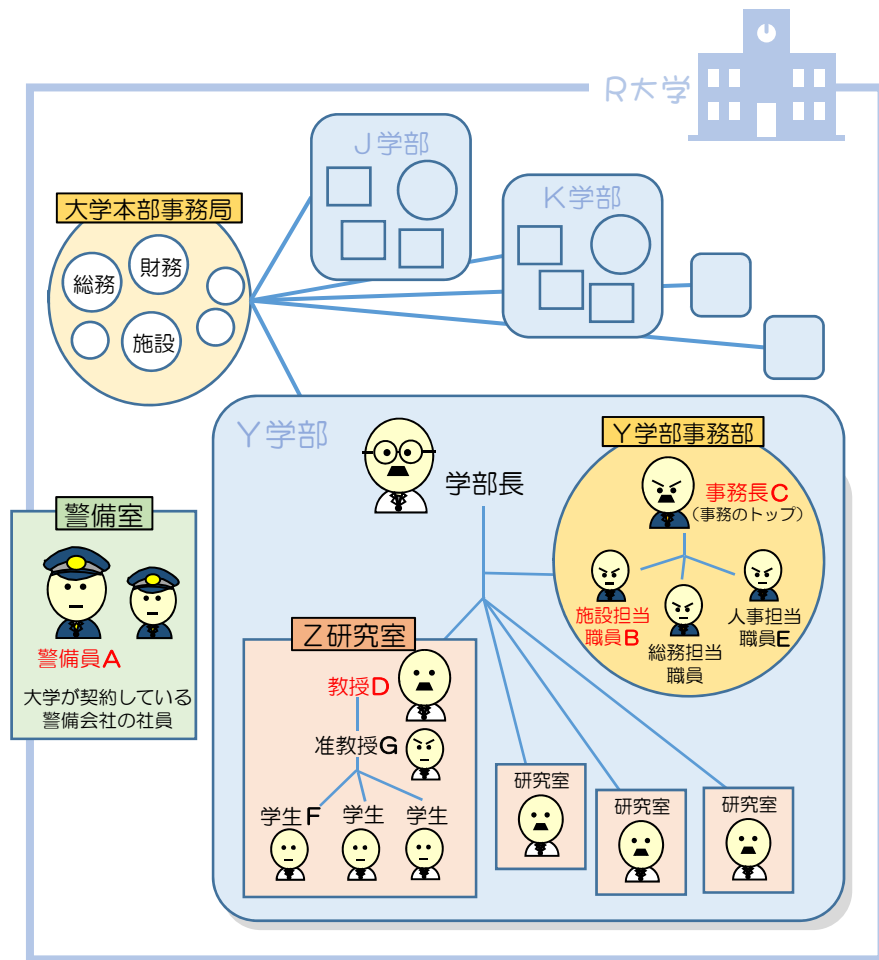 R大学
J学部
K学部
大学本部事務局
総務
財務
施設
Y学部
学部長
Y学部事務部
事務長C
(事務のトップ)
施設担当
職員B
総務担当
職員
人事担当
職員E
警備室
警備員A
大学が契約している
警備会社の社員
Z研究室
教授D
准教授G
学生F
学生
学生
研究室
研究室
研究室